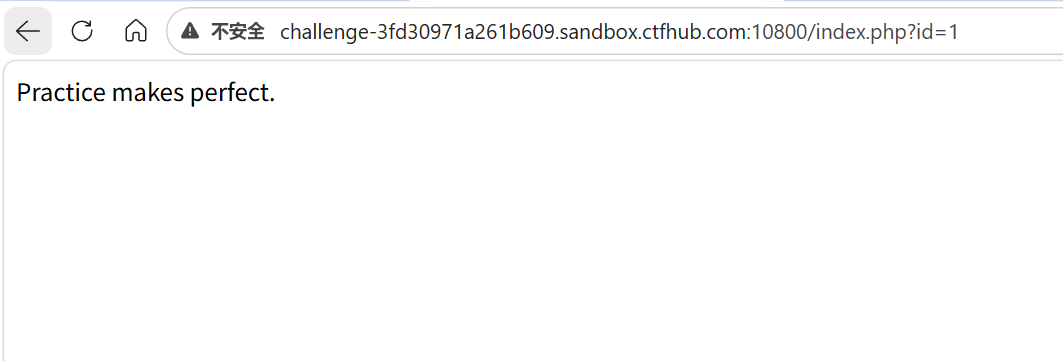 不安全 challenge-3fd30971a261b609.sandbox.ctfhub.com:10800/index.php?id=1
Practice makes perfect.